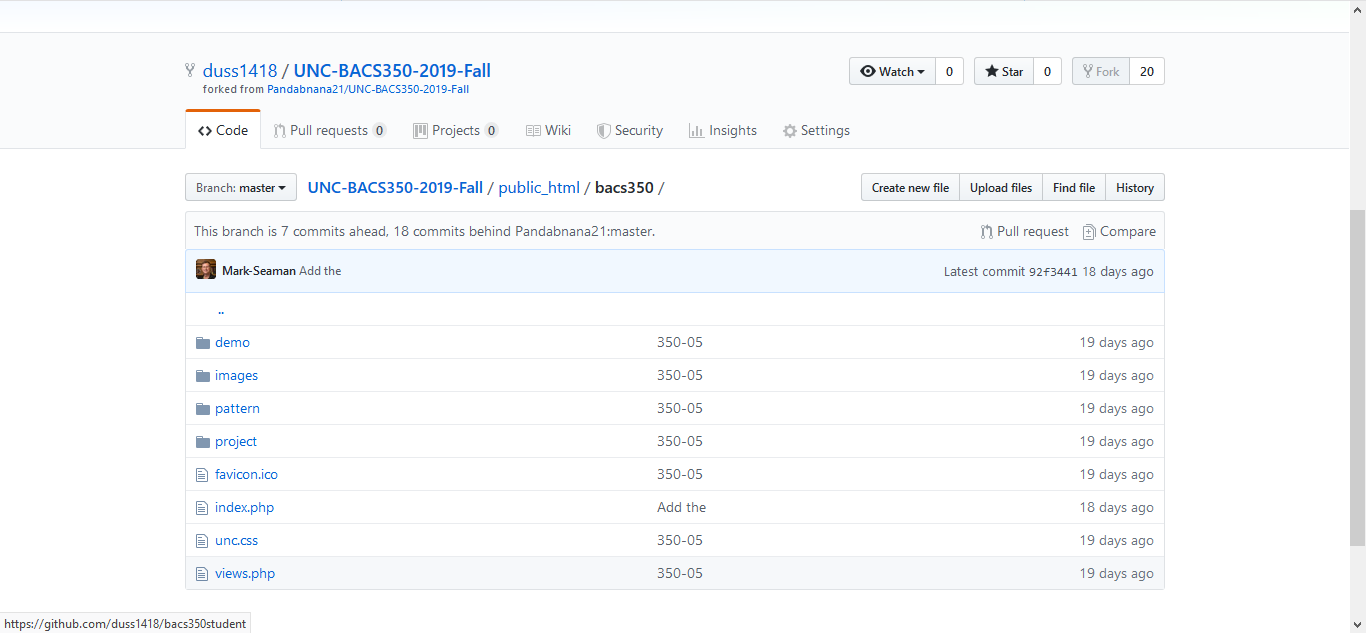 duss1418 / UNC-BACS350-2019-Fall
forked from Pandabnana21/UNC-BACS350-2019-Fall
Watch 0 Star 0 Fork 20
Code Pull requests 0 Projects 0 Wiki Security Insights Settings
Branch: master UNC-BACS350-2019-Fall / public_html / bacs350 / Create new file Upload files Find file History
This branch is 7 commits ahead, 18 commits behind Pandabnana21:master. Pull request Compare
Mark-Seaman Add the Latest commit 92f3441 18 days ago
..
demo 350-05 19 days ago
images 350-05 19 days ago
pattern 350-05 19 days ago
project 350-05 19 days ago
favicon.ico 350-05 19 days ago
index.php Add the 18 days ago
unc.css 350-05 19 days ago
views.php 350-05 19 days ago
https://github.com/duss1418/bacs350student